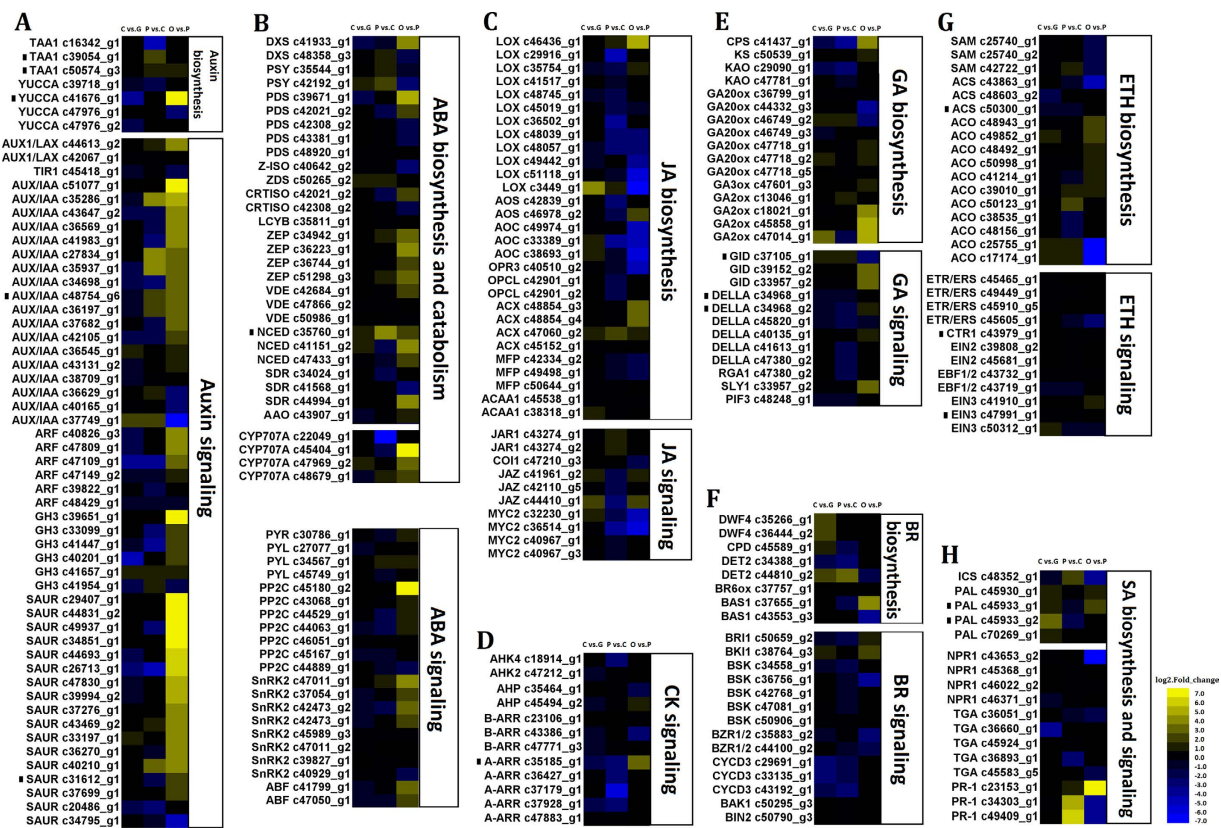 A
C vs.G P vs.C O vs.P
TAA1 c16342_g1
TAA1 c39054_g1
TAA1 c50574_g3
YUCCA c39718_g1
YUCCA c41676_g1
YUCCA c47976_g1
YUCCA c47976_g2
Auxin biosynthesis
AUX1/LAX c44613_g2
AUX1/LAX c42067_g1
TIR1 c45418_g1
AUX/IAA c51077_g1
AUX/IAA c35286_g1
AUX/IAA c43647_g2
AUX/IAA c36569_g1
AUX/IAA c41983_g1
AUX/IAA c27834_g1
AUX/IAA c35937_g1
AUX/IAA c34698_g1
AUX/IAA c48754_g6
AUX/IAA c36197_g1
AUX/IAA c37682_g1
AUX/IAA c42105_g1
AUX/IAA c36545_g1
AUX/IAA c43131_g2
AUX/IAA c38709_g1
AUX/IAA c36629_g1
AUX/IAA c40165_g1
AUX/IAA c37749_g1
ARF c40826_g3
ARF c47809_g1
ARF c47109_g1
ARF c47149_g2
ARF c39822_g1
ARF c48429_g1
GH3 c39651_g1
GH3 c33099_g1
GH3 c41447_g1
GH3 c40201_g1
GH3 c41657_g1
GH3 c41954_g1
SAUR c29407_g1
SAUR c44831_g2
SAUR c49937_g1
SAUR c34851_g1
SAUR c44693_g1
SAUR c26713_g1
SAUR c47830_g1
SAUR c39994_g2
SAUR c37276_g1
SAUR c43469_g2
SAUR c33197_g1
SAUR c36270_g1
SAUR c40210_g1
SAUR c31612_g1
SAUR c37699_g1
SAUR c20486_g1
SAUR c34795_g1
Auxin signaling
B
C vs.G P vs.C O vs.P
DXS c41933_g1
DXS c48358_g3
PSY c35544_g1
PSY c42192_g1
PDS c39671_g1
PDS c42021_g2
PDS c42308_g2
PDS c43381_g1
PDS c48920_g1
Z-ISO c40642_g2
ZDS c50265_g2
CRTISO c42021_g2
CRTISO c42308_g2
LCYB c35811_g1
ZEP c34942_g1
ZEP c36223_g1
ZEP c36744_g1
ZEP c51298_g3
VDE c42684_g1
VDE c47866_g2
VDE c50986_g1
NCED c35760_g1
NCED c41151_g2
NCED c47433_g1
SDR c34024_g1
SDR c41568_g1
SDR c44994_g1
AAO c43907_g1
CYP707A c22049_g1
CYP707A c45404_g1
CYP707A c47969_g2
CYP707A c48679_g1
ABA biosynthesis and catabolism
PYR c30786_g1
PYL c27077_g1
PYL c34567_g1
PYL c45749_g1
PP2C c45180_g2
PP2C c43068_g1
PP2C c44529_g1
PP2C c44063_g1
PP2C c46051_g1
PP2C c45167_g1
PP2C c44889_g1
SnRK2 c47011_g1
SnRK2 c37054_g1
SnRK2 c42473_g2
SnRK2 c42473_g1
SnRK2 c45989_g3
SnRK2 c47011_g2
SnRK2 c39827_g1
SnRK2 c40929_g1
ABF c41799_g1
ABF c47050_g1
ABA signaling
C
C vs.G P vs.C O vs.P
LOX c46436_g1
LOX c29916_g1
LOX c35754_g1
LOX c41517_g1
LOX c48745_g1
LOX c45019_g1
LOX c36502_g1
LOX c48039_g1
LOX c48057_g1
LOX c49442_g1
LOX c51118_g1
LOX c3449_g1
AOS c42839_g1
AOS c46978_g2
AOC c49974_g1
AOC c33389_g1
AOC c38693_g1
OPR3 c40510_g2
OPCL c42901_g1
OPCL c42901_g2
ACX c48854_g3
ACX c48854_g4
ACX c47060_g2
ACX c45152_g1
MFP c42334_g2
MFP c49498_g1
MFP c50644_g1
ACAA1 c45538_g1
ACAA1 c38318_g1
JA biosynthesis
JAR1 c43274_g1
JAR1 c43274_g2
COI1 c47210_g3
JAZ c41961_g2
JAZ c42110_g5
JAZ c44410_g1
MYC2 c32230_g1
MYC2 c36514_g1
MYC2 c40967_g1
MYC2 c40967_g3
JA signaling
D
C vs.G P vs.C O vs.P
AHK4 c18914_g1
AHK2 c47212_g1
AHP c35464_g1
AHP c45494_g2
B-ARR c23106_g1
B-ARR c43386_g1
B-ARR c47771_g3
A-ARR c35185_g1
A-ARR c36427_g1
A-ARR c37179_g1
A-ARR c37928_g1
A-ARR c47883_g1
CK signaling
E
C vs.G P vs.C O vs.P
CPS c41437_g1
KS c50539_g1
KAO c29090_g1
KAO c47781_g1
GA20ox c36799_g1
GA20ox c44332_g3
GA20ox c46749_g2
GA20ox c46749_g3
GA20ox c47718_g1
GA20ox c47718_g2
GA20ox c47718_g5
GA3ox c47601_g3
GA2ox c13046_g1
GA2ox c18021_g1
GA2ox c45858_g1
GA2ox c47014_g1
GA biosynthesis
GID c37105_g1
GID c39152_g2
GID c33957_g2
DELLA c34968_g1
DELLA c34968_g2
DELLA c45820_g1
DELLA c40135_g1
DELLA c41613_g1
DELLA c47380_g2
RGA1 c47380_g2
SLY1 c33957_g2
PIF3 c48248_g1
GA signaling
F
C vs.G P vs.C O vs.P
DWF4 c35266_g1
DWF4 c36444_g2
CPD c45589_g1
DET2 c34388_g1
DET2 c44810_g2
BR6ox c37757_g1
BAS1 c37655_g1
BAS1 c43553_g3
BR biosynthesis
BRI1 c50659_g2
BKI1 c38764_g3
BSK c34558_g1
BSK c36756_g1
BSK c42768_g1
BSK c47081_g1
BSK c50906_g1
BZR1/2 c35883_g2
BZR1/2 c44100_g2
CYCD3 c29691_g1
CYCD3 c33135_g1
CYCD3 c43192_g1
BAK1 c50295_g3
BIN2 c50790_g3
BR signaling
G
C vs.G P vs.C O vs.P
SAM c25740_g1
SAM c25740_g2
SAM c42722_g1
ACS c43863_g1
ACS c48603_g2
ACS c50300_g1
ACO c48943_g1
ACO c49852_g1
ACO c48492_g1
ACO c50998_g1
ACO c41214_g1
ACO c39010_g1
ACO c50123_g1
ACO c38535_g1
ACO c48156_g1
ACO c25755_g1
ACO c17174_g1
ETH biosynthesis
ETR/ERS c45465_g1
ETR/ERS c49449_g1
ETR/ERS c45910_g5
ETR/ERS c45605_g1
CTR1 c43979_g1
EIN2 c39808_g2
EIN2 c45681_g1
EBF1/2 c43732_g1
EBF1/2 c43719_g1
EIN3 c41910_g1
EIN3 c47991_g1
EIN3 c50312_g1
ETH signaling
H
C vs.G P vs.C O vs.P
ICS c48352_g1
PAL c45930_g1
PAL c45933_g1
PAL c45933_g2
PAL c70269_g1
NPR1 c43653_g2
NPR1 c45368_g1
NPR1 c46022_g2
NPR1 c46371_g1
TGA c36051_g1
TGA c36660_g1
TGA c45924_g1
TGA c36893_g1
TGA c45583_g5
PR-1 c23153_g1
PR-1 c34303_g1
PR-1 c49409_g1
SA biosynthesis and signaling
log2.Fold_change
7.0
6.0
5.0
4.0
3.0
2.0
1.0
0.0
-1.0
-2.0
-3.0
-4.0
-5.0
-6.0
-7.0